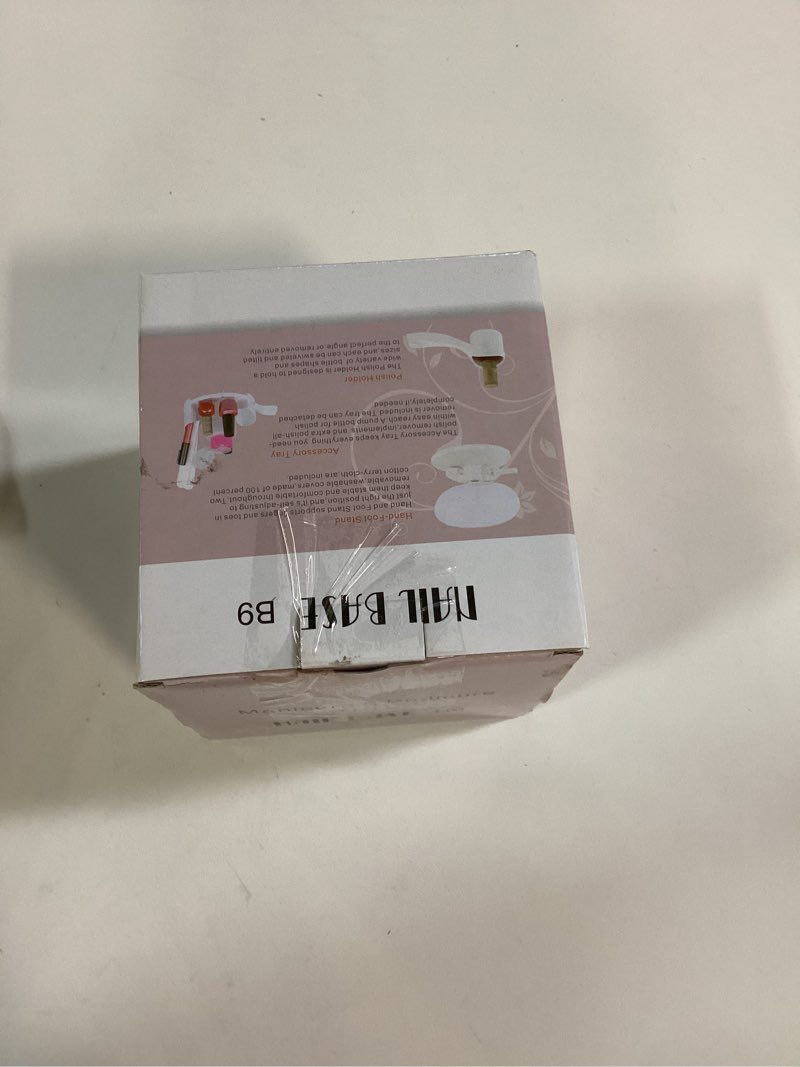 NAIL BASE B9
Hand-Foot Stand
Hand and Foot Stand supports fingers and toes in
just the right position,and it's self-adjusting to
keep them stable and comfortable throughout.Two
removable,washable covers,made of 100 percent
cotton terry-cloth,are included.
Accessory Tray
The Accessory Tray keeps everything you need-
polish remover, implements, and extra polish-all
within easy reach.A pump bottle for polish
remover is included.The tray can be detached
completely,if needed
Polish Holder
The Polish Holder is designed to hold a
wide variety of bottle shapes and
sizes,and each can be swiveled and tilted
to the perfect angle,or removed entirely